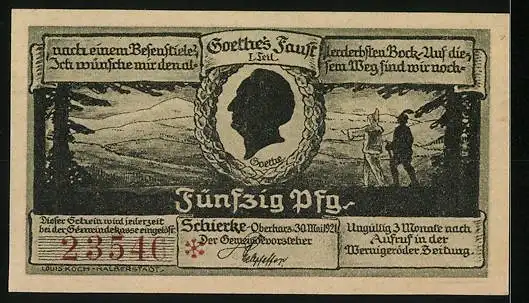 nach einem Besenstiele?
Ich wünschte mir den al-
Goethe's Faust
I. Teil.
lerderbsten Bock-Auf die-
sem Weg sind wir noch-
Goethe
Fünfzig Pfg.
Dieser Schein wird jederzeit
bei der Gemeindekasse eingelöst
23540
LOUIS KOCH-HALBERSTADT.
Schierke-Oberharz-30.Mai 1921
Der Gemeindevorsteher
Ungültig 3 Monate nach
Aufruf in der
Wernigeröder Zeitung.